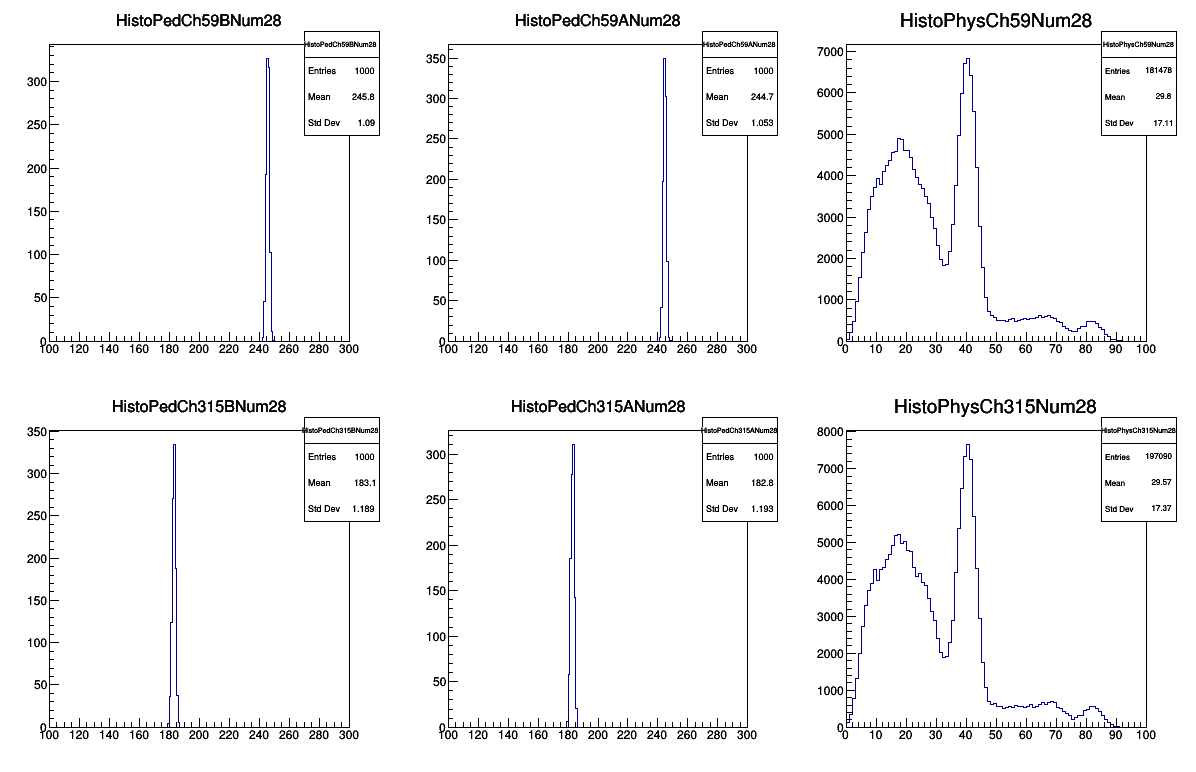 HistoPedCh59BNum28
HistoPedCh59BNum28
Entries 1000
Mean 245.8
Std Dev 1.09
300
250
200
150
100
50
0
100 120 140 160 180 200 220 240 260 280 300
HistoPedCh59ANum28
HistoPedCh59ANum28
Entries 1000
Mean 244.7
Std Dev 1.053
350
300
250
200
150
100
50
0
100 120 140 160 180 200 220 240 260 280 300
HistoPhysCh59Num28
HistoPhysCh59Num28
Entries 181478
Mean 29.8
Std Dev 17.11
7000
6000
5000
4000
3000
2000
1000
0
0 10 20 30 40 50 60 70 80 90 100
HistoPedCh315BNum28
HistoPedCh315BNum28
Entries 1000
Mean 183.1
Std Dev 1.189
350
300
250
200
150
100
50
0
100 120 140 160 180 200 220 240 260 280 300
HistoPedCh315ANum28
HistoPedCh315ANum28
Entries 1000
Mean 182.8
Std Dev 1.193
300
250
200
150
100
50
0
100 120 140 160 180 200 220 240 260 280 300
HistoPhysCh315Num28
HistoPhysCh315Num28
Entries 197090
Mean 29.57
Std Dev 17.37
8000
7000
6000
5000
4000
3000
2000
1000
0
0 10 20 30 40 50 60 70 80 90 100